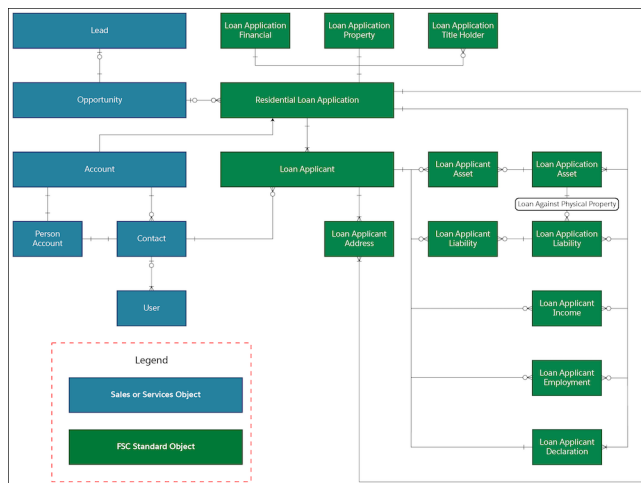 Lead
Loan Application
Financial
Loan Application
Property
Loan Application
Title Holder
Opportunity
Residential Loan Application
Account
Loan Applicant
Loan Applicant
Asset
Loan Application
Asset
Loan Against Physical Property
Person
Account
Contact
Loan Applicant
Address
Loan Applicant
Liability
Loan Application
Liability
User
Loan Applicant
Income
Legend
Sales or Services Object
Loan Applicant
Employment
FSC Standard Object
Loan Applicant
Declaration